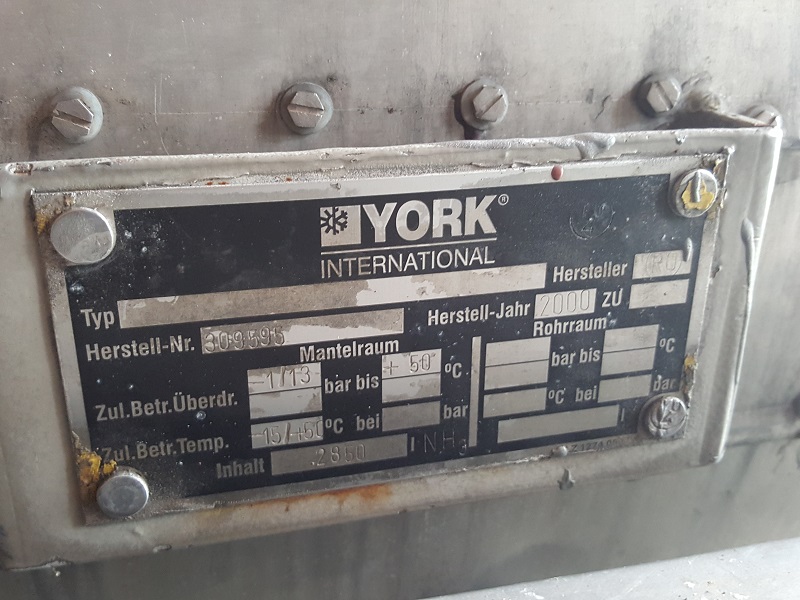 YORK®
INTERNATIONAL
Typ
Hersteller
Herstell-Nr. 309595
Herstell-Jahr 2000 ZU
Mantelraum
Rohrraum
Zul.Betr.Überdr. -1/13 bar bis + 50 °C
bar bis °C
Zul.Betr.Temp. -15/+50 °C bei bar
°C bei bar
Inhalt 2850 l NH3
l